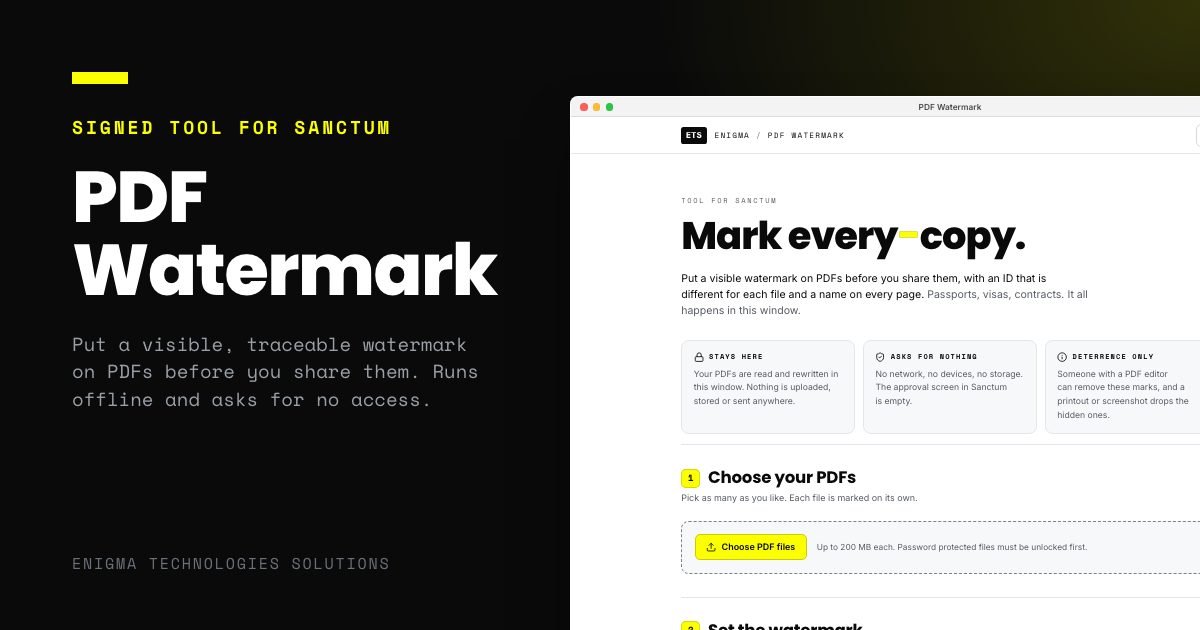 SIGNED TOOL FOR SANCTUM
PDF
Watermark
Put a visible, traceable watermark
on PDFs before you share them. Runs
offline and asks for no access.
ENIGMA TECHNOLOGIES SOLUTIONS
PDF Watermark
ETS ENIGMA / PDF WATERMARK
TOOL FOR SANCTUM
Mark every copy.
Put a visible watermark on PDFs before you share them, with an ID that is
different for each file and a name on every page. Passports, visas, contracts. It all
happens in this window.
STAYS HERE
Your PDFs are read and rewritten in
this window. Nothing is uploaded,
stored or sent anywhere.
ASKS FOR NOTHING
No network, no devices, no storage.
The approval screen in Sanctum
is empty.
DETERRENCE ONLY
Someone with a PDF editor
can remove these marks, and a
printout or screenshot drops the
hidden ones.
1 Choose your PDFs
Pick as many as you like. Each file is marked on its own.
Choose PDF files Up to 200 MB each. Password protected files must be unlocked first.
2 Set the watermark